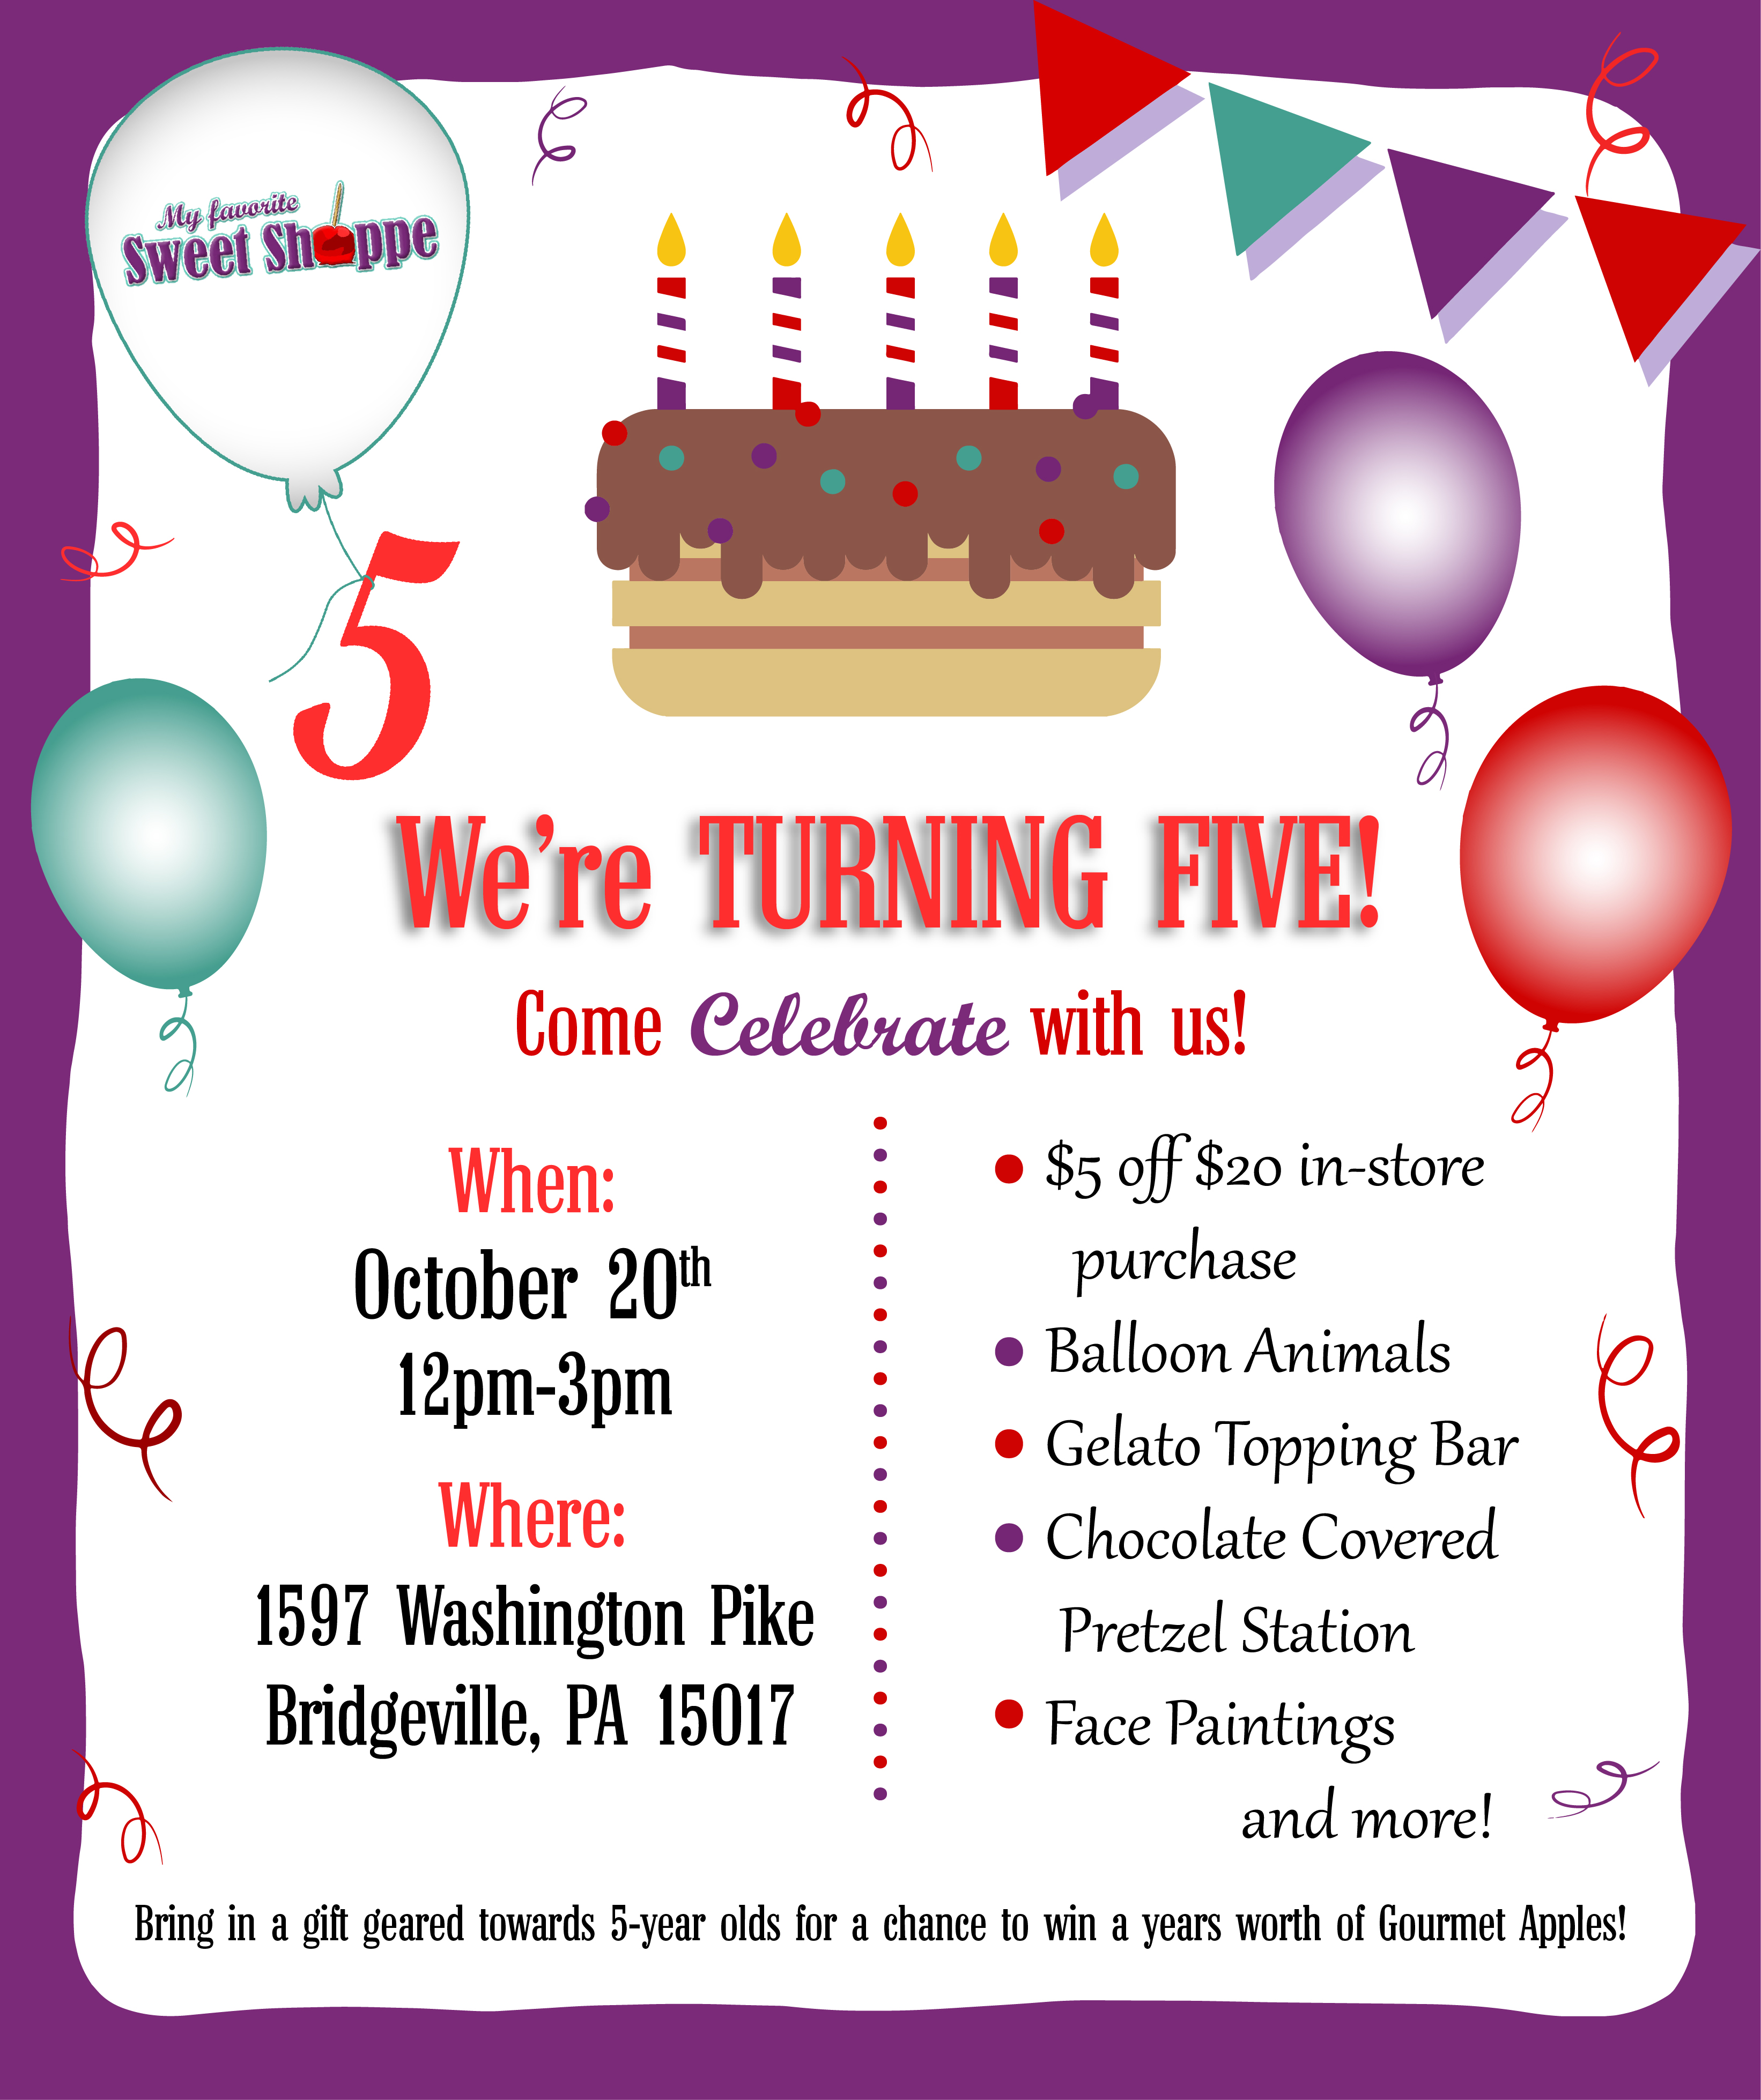 My favorite
Sweet Shoppe
5
We're TURNING FIVE!
Come Celebrate with us!
When:
October 20th
12pm-3pm
Where:
1597 Washington Pike
Bridgeville, PA 15017
• $5 off $20 in-store
purchase
• Balloon Animals
• Gelato Topping Bar
• Chocolate Covered
Pretzel Station
• Face Paintings
and more!
Bring in a gift geared towards 5-year olds for a chance to win a years worth of Gourmet Apples!